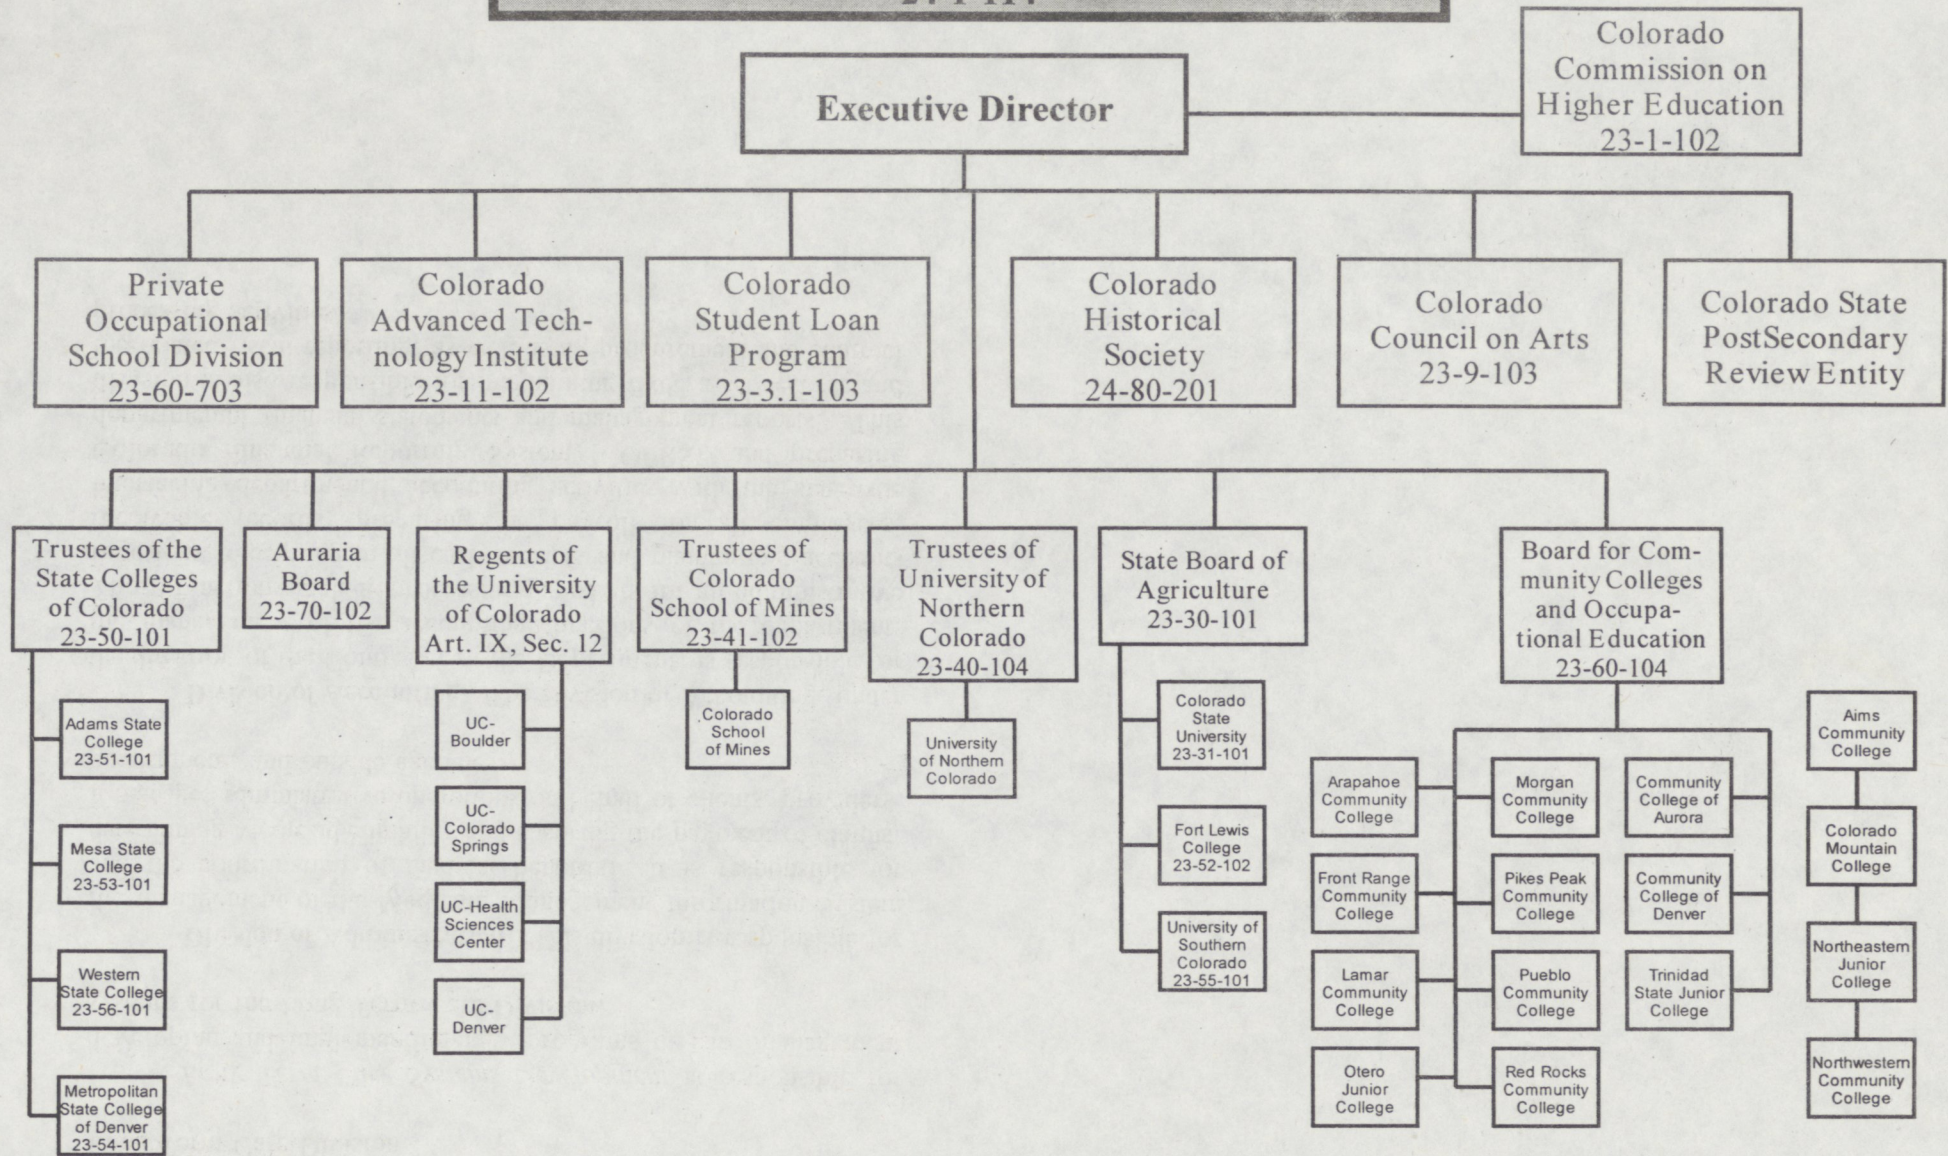 Colorado
Commission on
Higher Education
23-1-102
Executive Director
Private
Occupational
School Division
23-60-703
Colorado
Advanced Tech-
nology Institute
23-11-102
Colorado
Student Loan
Program
23-3.1-103
Colorado
Historical
Society
24-80-201
Colorado
Council on Arts
23-9-103
Colorado State
PostSecondary
Review Entity
Trustees of the
State Colleges
of Colorado
23-50-101
Auraria
Board
23-70-102
Regents of
the University
of Colorado
Art. IX, Sec. 12
Trustees of
Colorado
School of Mines
23-41-102
Trustees of
University of
Northern
Colorado
23-40-104
State Board of
Agriculture
23-30-101
Board for Com-
munity Colleges
and Occupa-
tional Education
23-60-104
Adams State
College
23-51-101
Mesa State
College
23-53-101
Western
State College
23-56-101
Metropolitan
State College
of Denver
23-54-101
UC-
Boulder
UC-
Colorado
Springs
UC-Health
Sciences
Center
UC-
Denver
Colorado
School
of Mines
University
of Northern
Colorado
Colorado
State
University
23-31-101
Fort Lewis
College
23-52-102
University of
Southern
Colorado
23-55-101
Arapahoe
Community
College
Front Range
Community
College
Lamar
Community
College
Otero
Junior
College
Morgan
Community
College
Pikes Peak
Community
College
Pueblo
Community
College
Red Rocks
Community
College
Community
College of
Aurora
Community
College of
Denver
Trinidad
State Junior
College
Aims
Community
College
Colorado
Mountain
College
Northeastern
Junior
College
Northwestern
Community
College